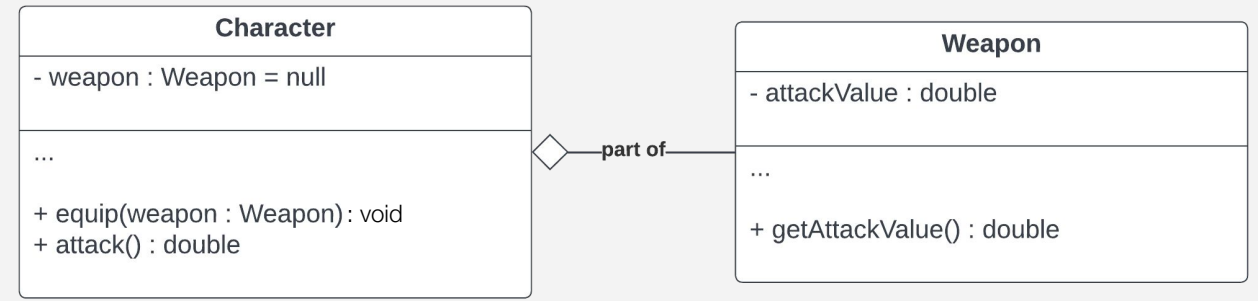 Character
- weapon : Weapon = null
...
+ equip(weapon : Weapon) : void
+ attack() : double
part of
Weapon
- attackValue : double
...
+ getAttackValue() : double